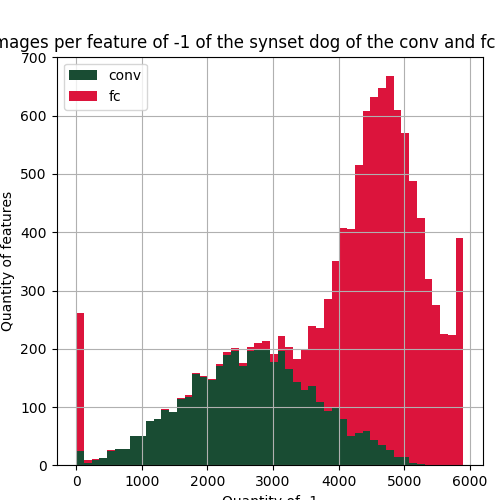 mages per feature of -1 of the synset dog of the conv and fc
conv
fc
Quantity of features
700
600
500
400
300
200
100
0
0 1000 2000 3000 4000 5000 6000
Quantity of -1